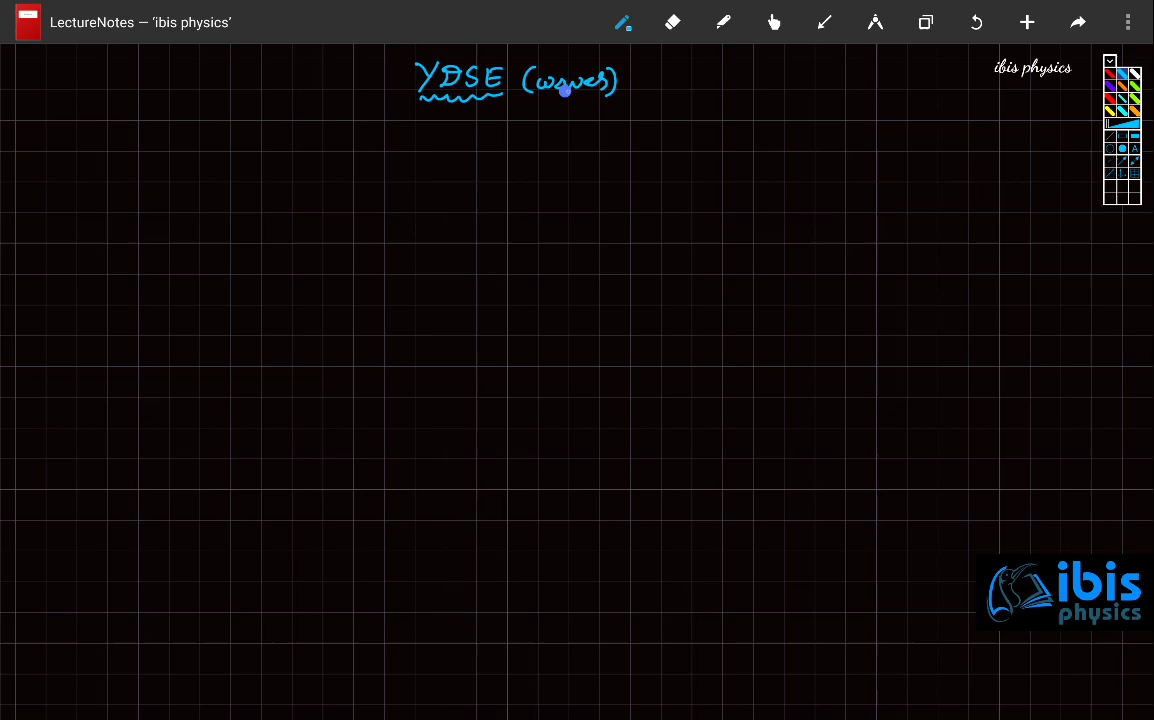 LectureNotes — ‘ibis physics’
YDSE (waves)
ibis physics
A
ibis
physics